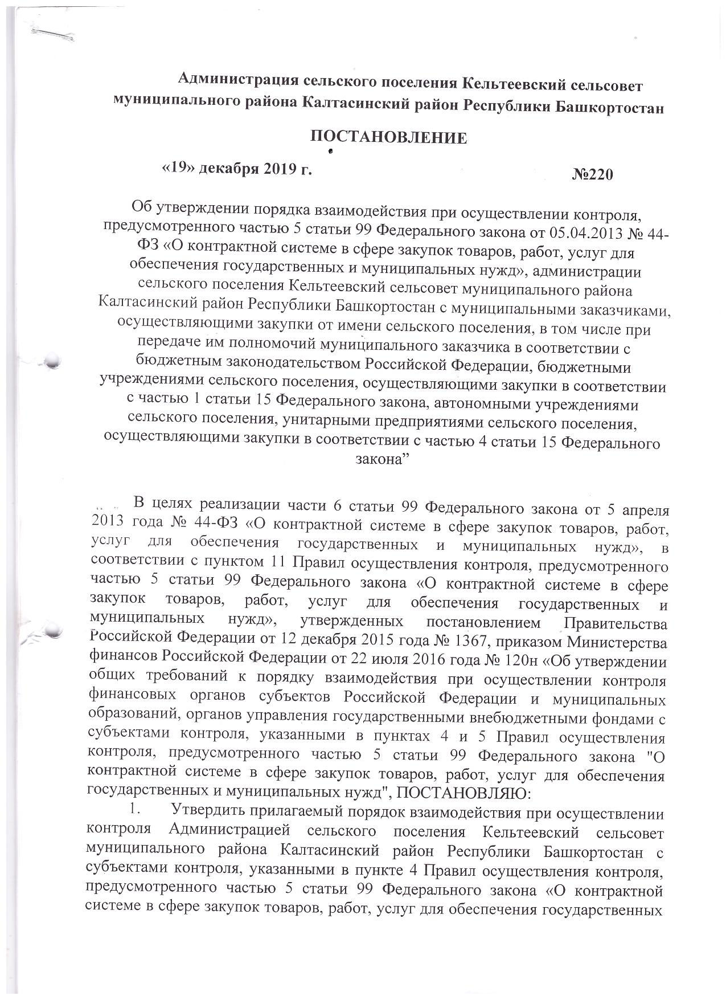 Администрация сельского поселения Кельтеевский сельсовет
муниципального района Калтасинский район Республики Башкортостан
ПОСТАНОВЛЕНИЕ
«19» декабря 2019 г.
№220
Об утверждении порядка взаимодействия при осуществлении контроля,
предусмотренного частью 5 статьи 99 Федерального закона от 05.04.2013 № 44-
ФЗ «О контрактной системе в сфере закупок товаров, работ, услуг для
обеспечения государственных и муниципальных нужд», администрации
сельского поселения Кельтеевский сельсовет муниципального района
Калтасинский район Республики Башкортостан с муниципальными заказчиками,
осуществляющими закупки от имени сельского поселения, в том числе при
передаче им полномочий муниципального заказчика в соответствии с
бюджетным законодательством Российской Федерации, бюджетными
учреждениями сельского поселения, осуществляющими закупки в соответствии
с частью 1 статьи 15 Федерального закона, автономными учреждениями
сельского поселения, унитарными предприятиями сельского поселения,
осуществляющими закупки в соответствии с частью 4 статьи 15 Федерального
закона”
В целях реализации части 6 статьи 99 Федерального закона от 5 апреля
2013 года № 44-ФЗ «О контрактной системе в сфере закупок товаров, работ,
услуг для обеспечения государственных и муниципальных нужд», в
соответствии с пунктом 11 Правил осуществления контроля, предусмотренного
частью 5 статьи 99 Федерального закона «О контрактной системе в сфере
закупок товаров, работ, услуг для обеспечения государственных и
муниципальных нужд», утвержденных постановлением Правительства
Российской Федерации от 12 декабря 2015 года № 1367, приказом Министерства
финансов Российской Федерации от 22 июля 2016 года № 120н «Об утверждении
общих требований к порядку взаимодействия при осуществлении контроля
финансовых органов субъектов Российской Федерации и муниципальных
образований, органов управления государственными внебюджетными фондами с
субъектами контроля, указанными в пунктах 4 и 5 Правил осуществления
контроля, предусмотренного частью 5 статьи 99 Федерального закона "О
контрактной системе в сфере закупок товаров, работ, услуг для обеспечения
государственных и муниципальных нужд", ПОСТАНОВЛЯЮ:
1. Утвердить прилагаемый порядок взаимодействия при осуществлении
контроля Администрацией сельского поселения Кельтеевский сельсовет
муниципального района Калтасинский район Республики Башкортостан с
субъектами контроля, указанными в пункте 4 Правил осуществления контроля,
предусмотренного частью 5 статьи 99 Федерального закона «О контрактной
системе в сфере закупок товаров, работ, услуг для обеспечения государственных